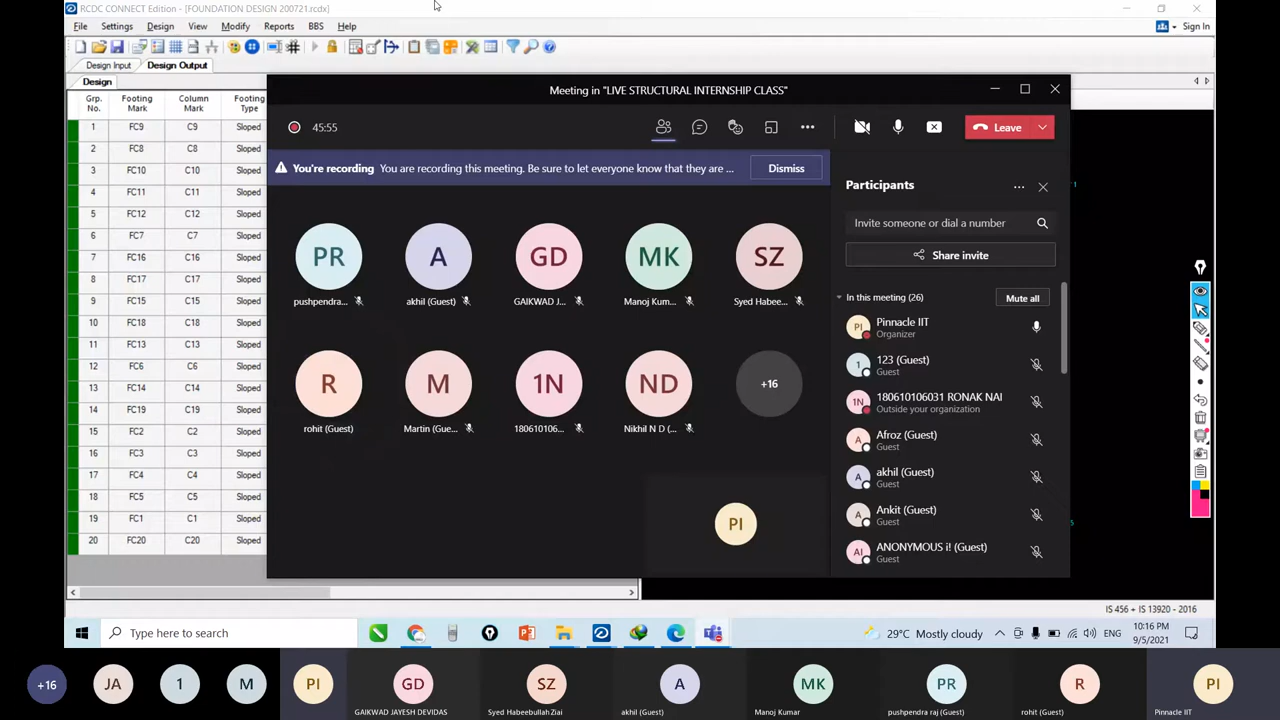 RCDC CONNECT Edition - [FOUNDATION DESIGN 200721.rcdx]
File Settings Design View Modify Reports BBS Help
Sign In
Design Input Design Output
Design
Grp. No. Footing Mark Column Mark Footing Type
1 FC9 C9 Sloped
2 FC8 C8 Sloped
3 FC10 C10 Sloped
4 FC11 C11 Sloped
5 FC12 C12 Sloped
6 FC7 C7 Sloped
7 FC16 C16 Sloped
8 FC17 C17 Sloped
9 FC15 C15 Sloped
10 FC18 C18 Sloped
11 FC13 C13 Sloped
12 FC6 C6 Sloped
13 FC14 C14 Sloped
14 FC19 C19 Sloped
15 FC2 C2 Sloped
16 FC3 C3 Sloped
17 FC4 C4 Sloped
18 FC5 C5 Sloped
19 FC1 C1 Sloped
20 FC20 C20 Sloped
Meeting in "LIVE STRUCTURAL INTERNSHIP CLASS"
45:55
Leave
You're recording You are recording this meeting. Be sure to let everyone know that they are ... Dismiss
PR A GD MK SZ
pushpendra... akhil (Guest) GAIKWAD J... Manoj Kum... Syed Habee...
R M 1N ND +16
rohit (Guest) Martin (Gue... 180610106... Nikhil N D (...
PI
Participants
Invite someone or dial a number
Share invite
In this meeting (26) Mute all
PI Pinnacle IIT
Organizer
1 123 (Guest)
Guest
1N 180610106031 RONAK NAI
Outside your organization
A Afroz (Guest)
Guest
A akhil (Guest)
Guest
A Ankit (Guest)
Guest
AI ANONYMOUS i! (Guest)
Guest
IS 456 + IS 13920 - 2016
Type here to search
29°C Mostly cloudy
ENG
10:16 PM
9/5/2021
+16 JA 1 M PI GD SZ A MK PR R PI
GAIKWAD JAYESH DEVIDAS Syed Habeebullah Ziai akhil (Guest) Manoj Kumar pushpendra raj (Guest) rohit (Guest) Pinnacle IIT